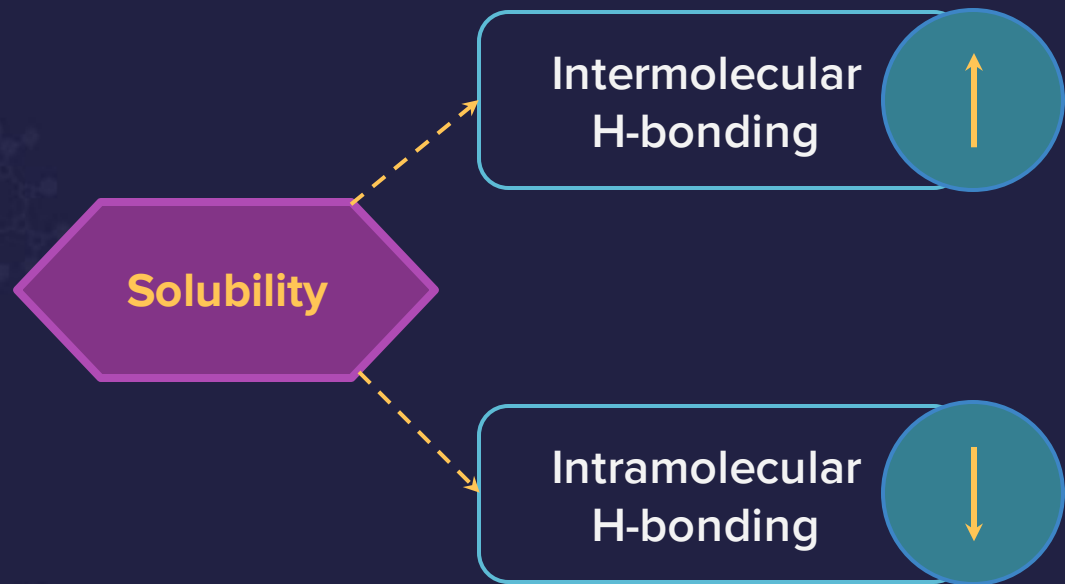 Intermolecular
H-bonding
Solubility
Intramolecular
H-bonding